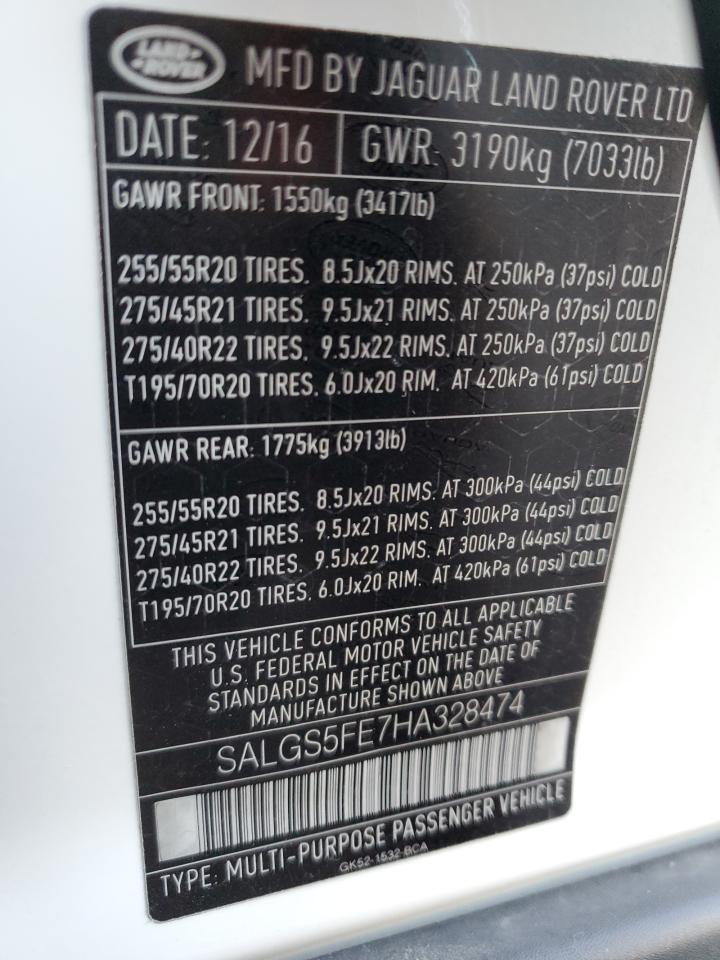 LAND ROVER
MFD BY JAGUAR LAND ROVER LTD
DATE: 12/16 GWR: 3190kg (7033lb)
GAWR FRONT: 1550kg (3417lb)
255/55R20 TIRES. 8.5Jx20 RIMS. AT 250kPa (37psi) COLD
275/45R21 TIRES. 9.5Jx21 RIMS. AT 250kPa (37psi) COLD
275/40R22 TIRES. 9.5Jx22 RIMS. AT 250kPa (37psi) COLD
T195/70R20 TIRES. 6.0Jx20 RIM. AT 420kPa (61psi) COLD
GAWR REAR: 1775kg (3913lb)
255/55R20 TIRES. 8.5Jx20 RIMS. AT 300kPa (44psi) COLD
275/45R21 TIRES. 9.5Jx21 RIMS. AT 300kPa (44psi) COLD
275/40R22 TIRES. 9.5Jx22 RIMS. AT 300kPa (44psi) COLD
T195/70R20 TIRES. 6.0Jx20 RIM. AT 420kPa (61psi) COLD
THIS VEHICLE CONFORMS TO ALL APPLICABLE
U.S. FEDERAL MOTOR VEHICLE SAFETY
STANDARDS IN EFFECT ON THE DATE OF
MANUFACTURE SHOWN ABOVE
SALGS5FE7HA328474
TYPE: MULTI-PURPOSE PASSENGER VEHICLE
GK52-1532-BCA